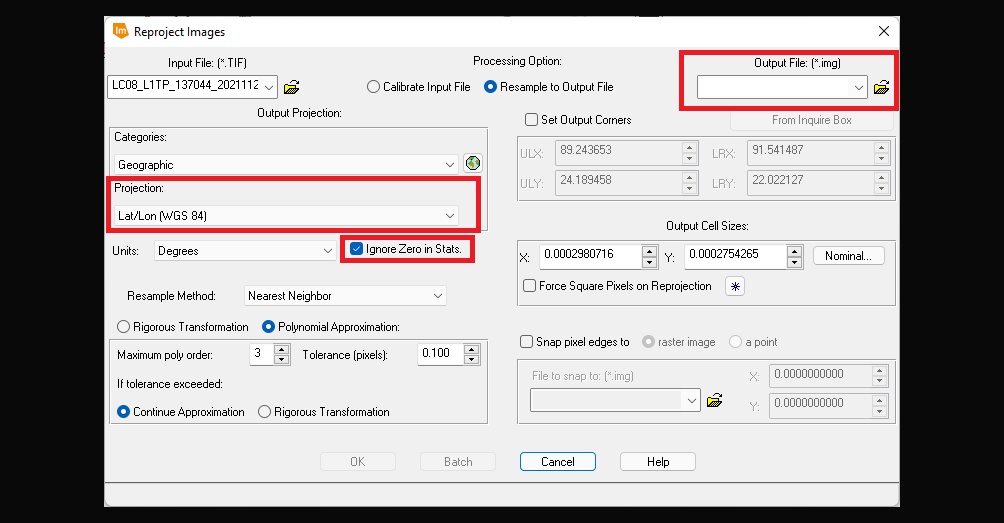 Im Reproject Images
Input File: (*.TIF)
LC08_L1TP_137044_2021112
Processing Option:
Calibrate Input File
Resample to Output File
Output File: (*.img)
Output Projection:
Categories:
Geographic
Projection:
Lat/Lon (WGS 84)
Units: Degrees
Ignore Zero in Stats.
Resample Method: Nearest Neighbor
Rigorous Transformation
Polynomial Approximation:
Maximum poly order: 3 Tolerance (pixels): 0.100
If tolerance exceeded:
Continue Approximation
Rigorous Transformation
Set Output Corners
From Inquire Box
ULX: 89.243653 LRX: 91.541487
ULY: 24.189458 LRY: 22.022127
Output Cell Sizes:
X: 0.0002980716 Y: 0.0002754265 Nominal...
Force Square Pixels on Reprojection
Snap pixel edges to raster image a point
File to snap to: (*.img)
X: 0.0000000000
Y: 0.0000000000
OK Batch Cancel Help